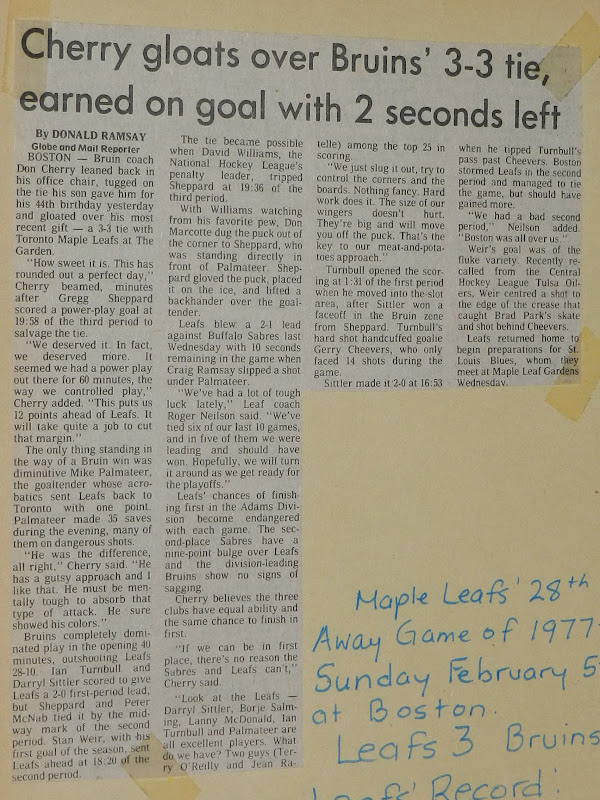 Cherry gloats over Bruins' 3-3 tie,
earned on goal with 2 seconds left
By DONALD RAMSAY
Globe and Mail Reporter
BOSTON — Bruin coach
Don Cherry leaned back in
his office chair, tugged on
the tie his son gave him for
his 44th birthday yesterday
and gloated over his most
recent gift — a 3-3 tie with
Toronto Maple Leafs at The
Garden.
"How sweet it is. This has
rounded out a perfect day,"
Cherry beamed, minutes
after Gregg Sheppard
scored a power-play goal at
19:58 of the third period to
salvage the tie.
"We deserved it. In fact,
we deserved more. It
seemed we had a power play
out there for 60 minutes, the
way we controlled play,"
Cherry added. "This puts us
12 points ahead of Leafs. It
will take quite a job to cut
that margin."
The only thing standing in
the way of a Bruin win was
diminutive Mike Palmateer,
the goaltender whose acro-
batics sent Leafs back to
Toronto with one point.
Palmateer made 35 saves
during the evening, many of
them on dangerous shots.
"He was the difference,
all right," Cherry said. "He
has a gutsy approach and I
like that. He must be men-
tally tough to absorb that
type of attack. He sure
showed his colors."
Bruins completely domi-
nated play in the opening 40
minutes, outshooting Leafs
28-10. Ian Turnbull and
Darryl Sittler scored to give
Leafs a 2-0 first-period lead,
but Sheppard and Peter
McNab tied it by the mid-
way mark of the second
period. Stan Weir, with his
first goal of the season, sent
Leafs ahead at 18:20 of the
second period.
The tie became possible
when David Williams, the
National Hockey League's
penalty leader, tripped
Sheppard at 19:36 of the
third period.
With Williams watching
from his favorite pew, Don
Marcotte dug the puck out of
the corner to Sheppard, who
was standing directly in
front of Palmateer. Shep-
pard gloved the puck, placed
it on the ice, and lifted a
backhander over the goal-
tender.
Leafs blew a 2-1 lead
against Buffalo Sabres last
Wednesday with 10 seconds
remaining in the game when
Craig Ramsay slipped a shot
under Palmateer.
"We've had a lot of tough
luck lately," Leaf coach
Roger Neilson said. "We've
tied six of our last 10 games,
and in five of them we were
leading and should have
won. Hopefully, we will turn
it around as we get ready for
the playoffs."
Leafs' chances of finish-
ing first in the Adams Divi-
sion become endangered
with each game. The sec-
ond-place Sabres have a
nine-point bulge over Leafs
and the division-leading
Bruins show no signs of
sagging.
Cherry believes the three
clubs have equal ability and
the same chance to finish in
first.
"If we can be in first
place, there's no reason the
Sabres and Leafs can't,"
Cherry said.
"Look at the Leafs —
Darryl Sittler, Borje Salm-
ing, Lanny McDonald, Ian
Turnbull and Palmateer are
all excellent players. What
do we have? Two guys (Ter-
ry O'Reilly and Jean Ra-
telle) among the top 25 in
scoring.
"We just slug it out, try to
control the corners and the
boards. Nothing fancy. Hard
work does it. The size of our
wingers doesn't hurt.
They're big and will move
you off the puck. That's the
key to our meat-and-pota-
toes approach."
Turnbull opened the scor-
ing at 1:31 of the first period
when he moved into the slot
area, after Sittler won a
faceoff in the Bruin zone
from Sheppard. Turnbull's
hard shot handcuffed goalie
Gerry Cheevers, who only
faced 14 shots during the
game.
Sittler made it 2-0 at 16:53
when he tipped Turnbull's
pass past Cheevers. Boston
stormed Leafs in the second
period and managed to tie
the game, but should have
gained more.
"We had a bad second
period," Neilson added.
"Boston was all over us."
Weir's goal was of the
fluke variety. Recently re-
called from the Central
Hockey League Tulsa Oil-
ers, Weir centred a shot to
the edge of the crease that
caught Brad Park's skate
and shot behind Cheevers.
Leafs returned home to
begin preparations for St.
Louis Blues, whom they
meet at Maple Leaf Gardens
Wednesday.
Maple Leafs' 28th
Away Game of 1977-
Sunday February 5
at Boston.
Leafs 3 Bruins
Leafs' Record: